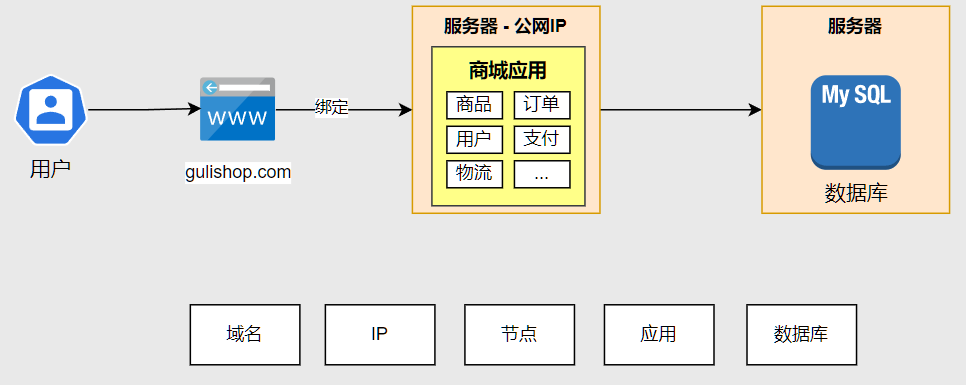 服务器 - 公网IP
服务器
商城应用
商品
订单
用户
支付
物流
...
WWW
绑定
My SQL
用户
gulishop.com
数据库
域名
IP
节点
应用
数据库